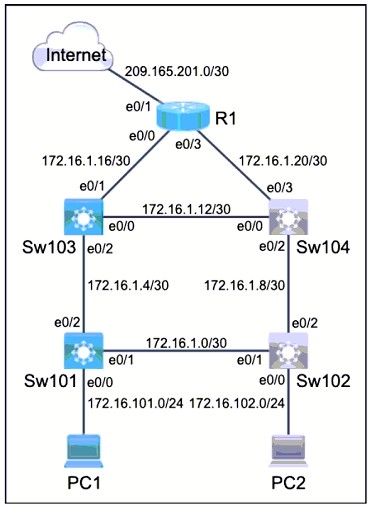 Internet
209.165.201.0/30
e0/1
R1
e0/0
e0/3
172.16.1.16/30
172.16.1.20/30
e0/1
e0/3
172.16.1.12/30
e0/0
e0/0
Sw103
Sw104
e0/2
e0/2
172.16.1.4/30
172.16.1.8/30
e0/2
e0/2
172.16.1.0/30
e0/1
e0/1
Sw101
Sw102
e0/0
e0/0
172.16.101.0/24
172.16.102.0/24
PC1
PC2